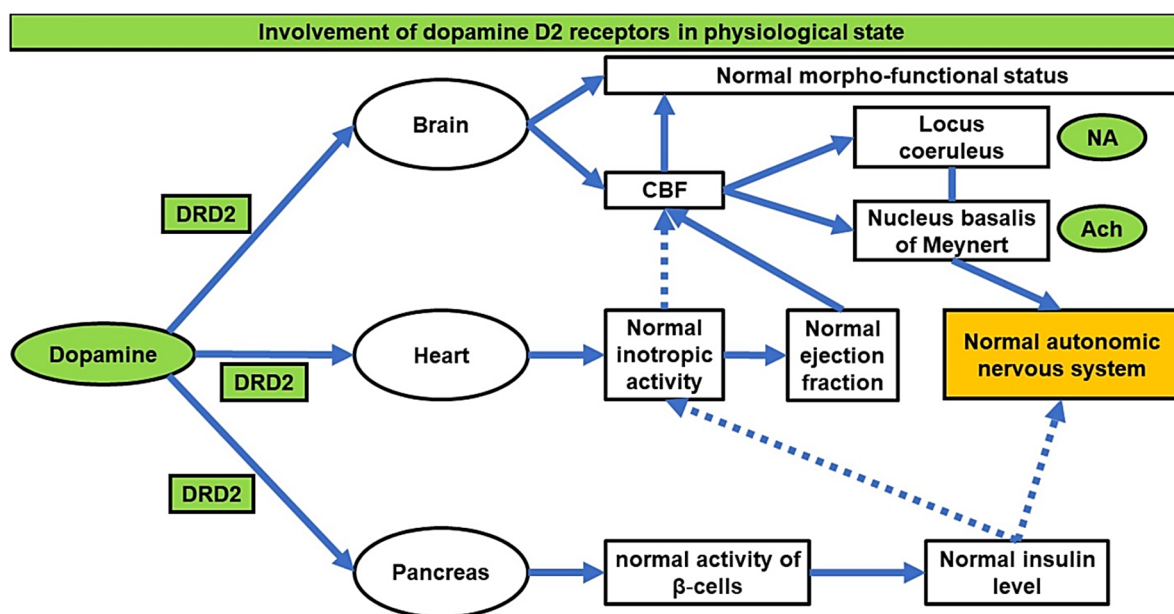 Involvement of dopamine D2 receptors in physiological state
Normal morpho-functional status
Brain
Locus
coeruleus
NA
CBF
DRD2
Nucleus basalis
of Meynert
Ach
Dopamine
DRD2
Heart
Normal
inotropic
activity
Normal
ejection
fraction
Normal autonomic
nervous system
DRD2
Pancreas
normal activity of
β-cells
Normal insulin
level